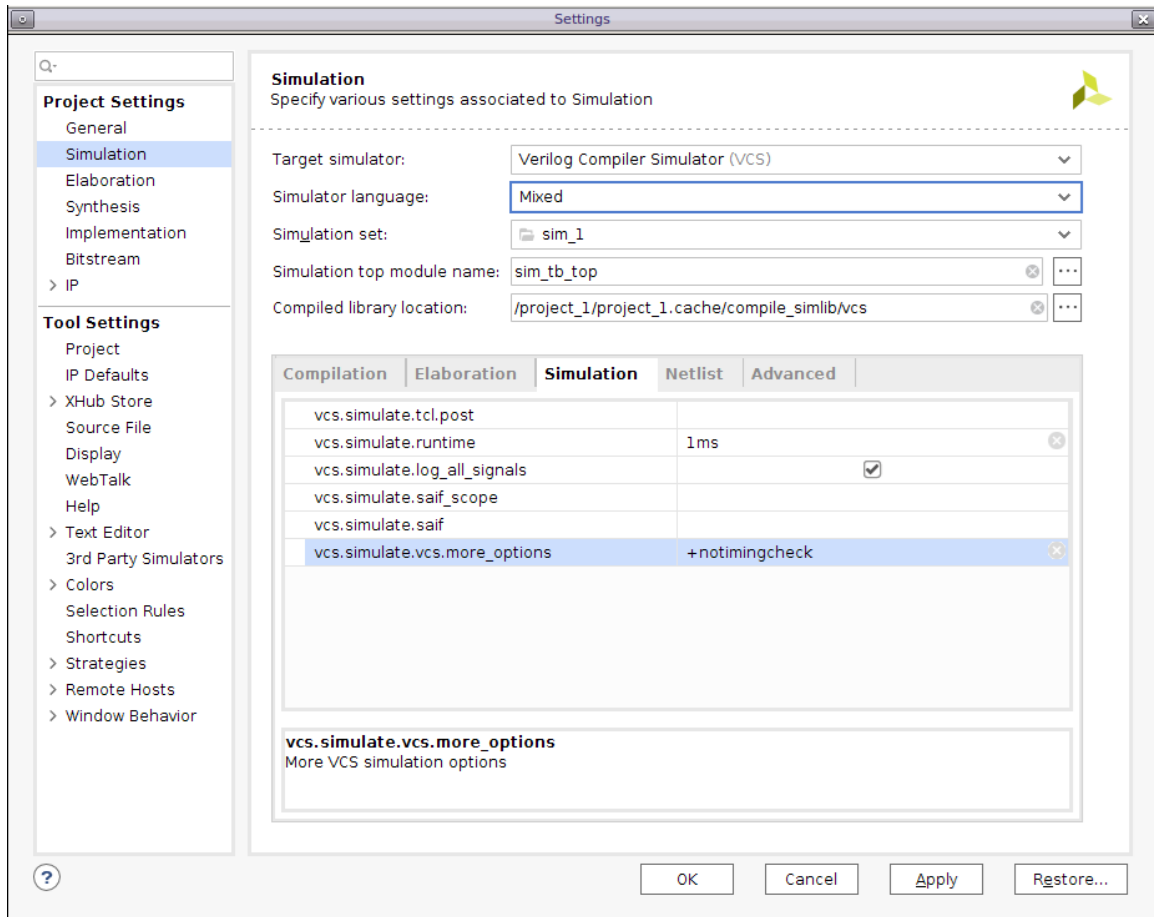 Settings
Q-
Project Settings
General
Simulation
Elaboration
Synthesis
Implementation
Bitstream
> IP
Tool Settings
Project
IP Defaults
> XHub Store
Source File
Display
WebTalk
Help
> Text Editor
3rd Party Simulators
> Colors
Selection Rules
Shortcuts
> Strategies
> Remote Hosts
> Window Behavior
Simulation
Specify various settings associated to Simulation
Target simulator: Verilog Compiler Simulator (VCS)
Simulator language: Mixed
Simulation set: sim_1
Simulation top module name: sim_tb_top ...
Compiled library location: /project_1/project_1.cache/compile_simlib/vcs ...
Compilation Elaboration Simulation Netlist Advanced
vcs.simulate.tcl.post
vcs.simulate.runtime 1ms
vcs.simulate.log_all_signals
vcs.simulate.saif_scope
vcs.simulate.saif
vcs.simulate.vcs.more_options +notimingcheck
vcs.simulate.vcs.more_options
More VCS simulation options
? OK Cancel Apply Restore...